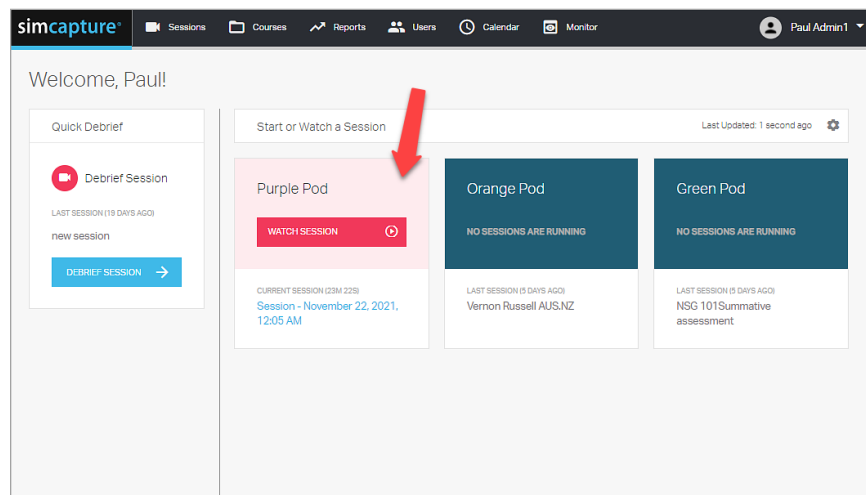 simcapture
Sessions
Courses
Reports
Users
Calendar
Monitor
Paul Admin1
Welcome, Paul!
Quick Debrief
Debrief Session
LAST SESSION (19 DAYS AGO)
new session
DEBRIEF SESSION
Start or Watch a Session
Last Updated: 1 second ago
Purple Pod
WATCH SESSION
CURRENT SESSION (23M 22S)
Session - November 22, 2021,
12:05 AM
Orange Pod
NO SESSIONS ARE RUNNING
LAST SESSION (5 DAYS AGO)
Vernon Russell AUS.NZ
Green Pod
NO SESSIONS ARE RUNNING
LAST SESSION (5 DAYS AGO)
NSG 101Summative
assessment